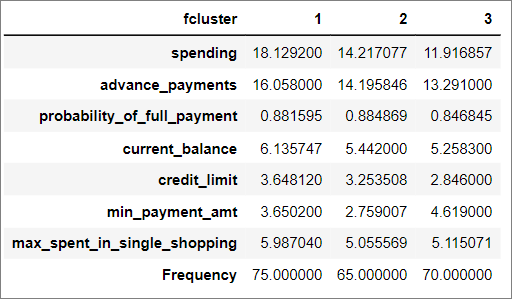 fcluster 1 2 3
spending 18.129200 14.217077 11.916857
advance_payments 16.058000 14.195846 13.291000
probability_of_full_payment 0.881595 0.884869 0.846845
current_balance 6.135747 5.442000 5.258300
credit_limit 3.648120 3.253508 2.846000
min_payment_amt 3.650200 2.759007 4.619000
max_spent_in_single_shopping 5.987040 5.055569 5.115071
Frequency 75.000000 65.000000 70.000000